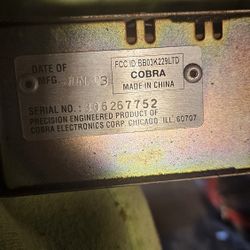 DATE OF
MFG.
FCC ID BB03K229LTD
COBRA
MADE IN CHINA
SERIAL NO.: 306267752
PRECISION ENGINEERED PRODUCT OF
COBRA ELECTRONICS CORP. CHICAGO, ILL. 60707